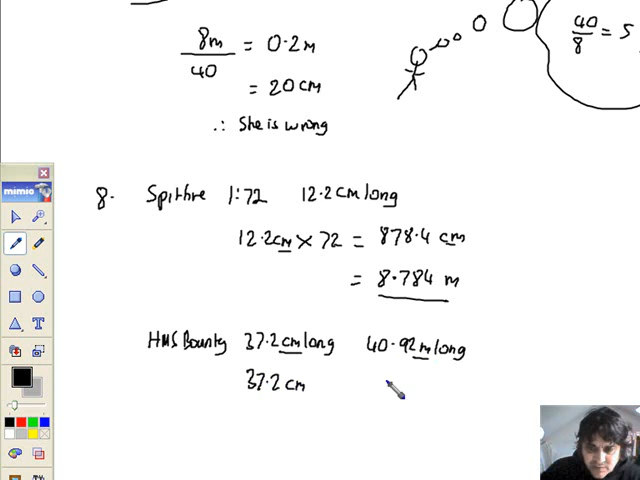 8m = 0.2m
40
= 20cm
∴ She is wrong
40 = 5
8
mimio
8. Spitfire 1:72 12.2cm long
12.2cm × 72 = 878.4 cm
= 8.784 m
HMS Bounty 37.2cm long 40.92m long
37.2cm
T